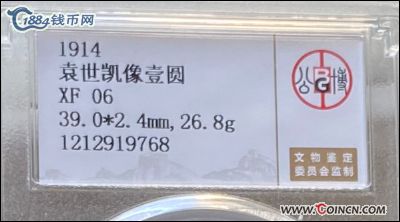 1884钱币网
1914
袁世凯像壹圆
XF 06
39.0*2.4mm,26.8g
1212919768
公博
BG
文物鉴定
委员会监制
www.COINCN.com